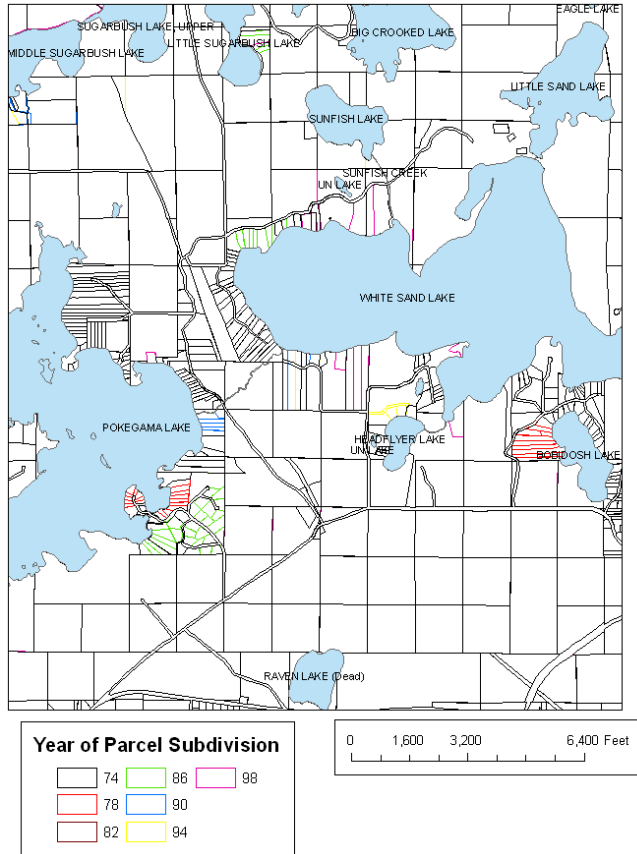 EAGLE LAKE
SUGARBUSH LAKE, UPPER
BIG CROOKED LAKE
LITTLE SUGARBUSH LAKE
MIDDLE SUGARBUSH LAKE
LITTLE SAND LAKE
SUNFISH LAKE
SUNFISH CREEK
UN LAKE
WHITE SAND LAKE
POKEGAMA LAKE
HEADFLYER LAKE
UN LAKE
BOBIDOSH LAKE
RAVEN LAKE (Dead)
Year of Parcel Subdivision
74 86 98
78 90
82 94
0 1,600 3,200 6,400 Feet